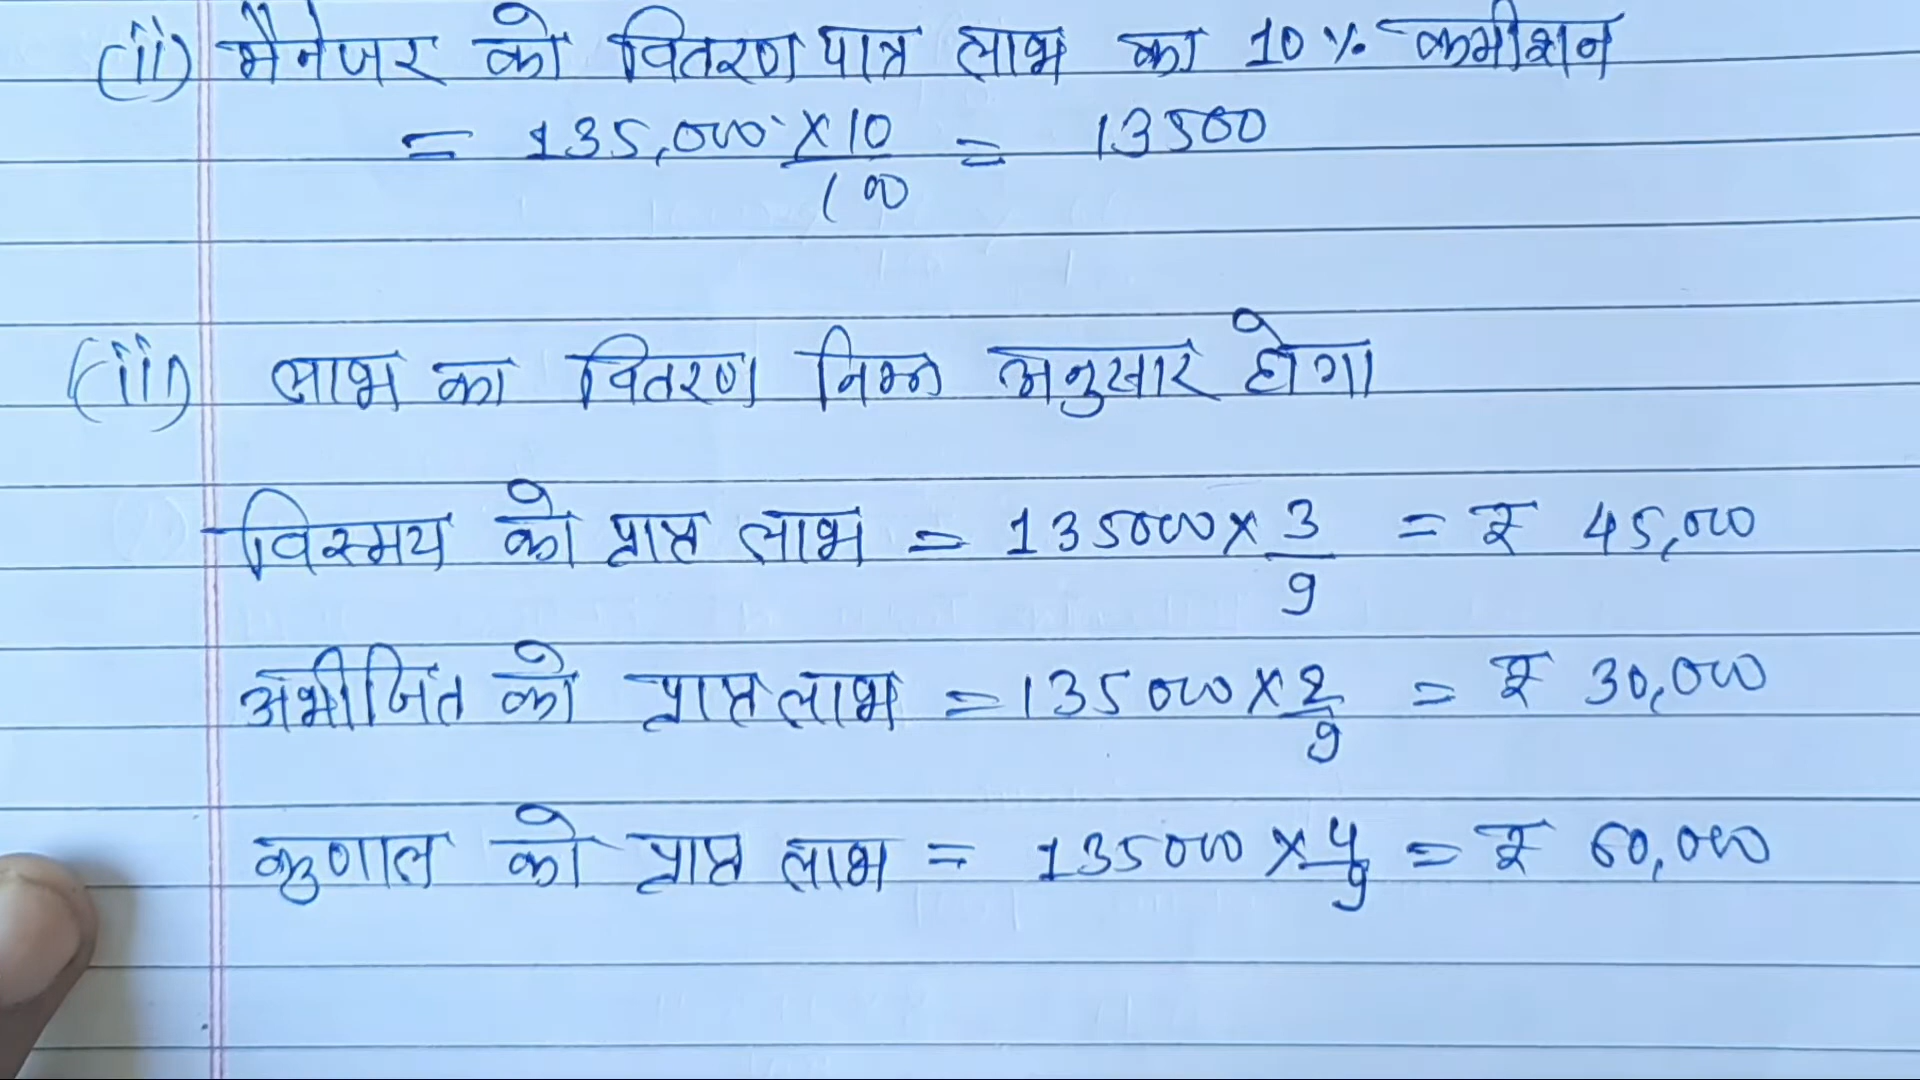 (ii) मैनेजर को वितरण पात्र लाभ का 10% कमीशन
= 135,000 × 10/100 = 13500
(iii) लाभ का वितरण निम्न अनुसार होगा
विस्मय को प्राप्त लाभ = 135000 × 3/9 = ₹ 45,000
अभीजित को प्राप्त लाभ = 135000 × 2/9 = ₹ 30,000
कुणाल को प्राप्त लाभ = 135000 × 4/9 = ₹ 60,000